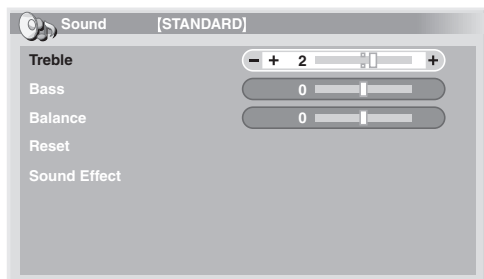 Sound [STANDARD]
Treble - + 2 +
Bass 0
Balance 0
Reset
Sound Effect